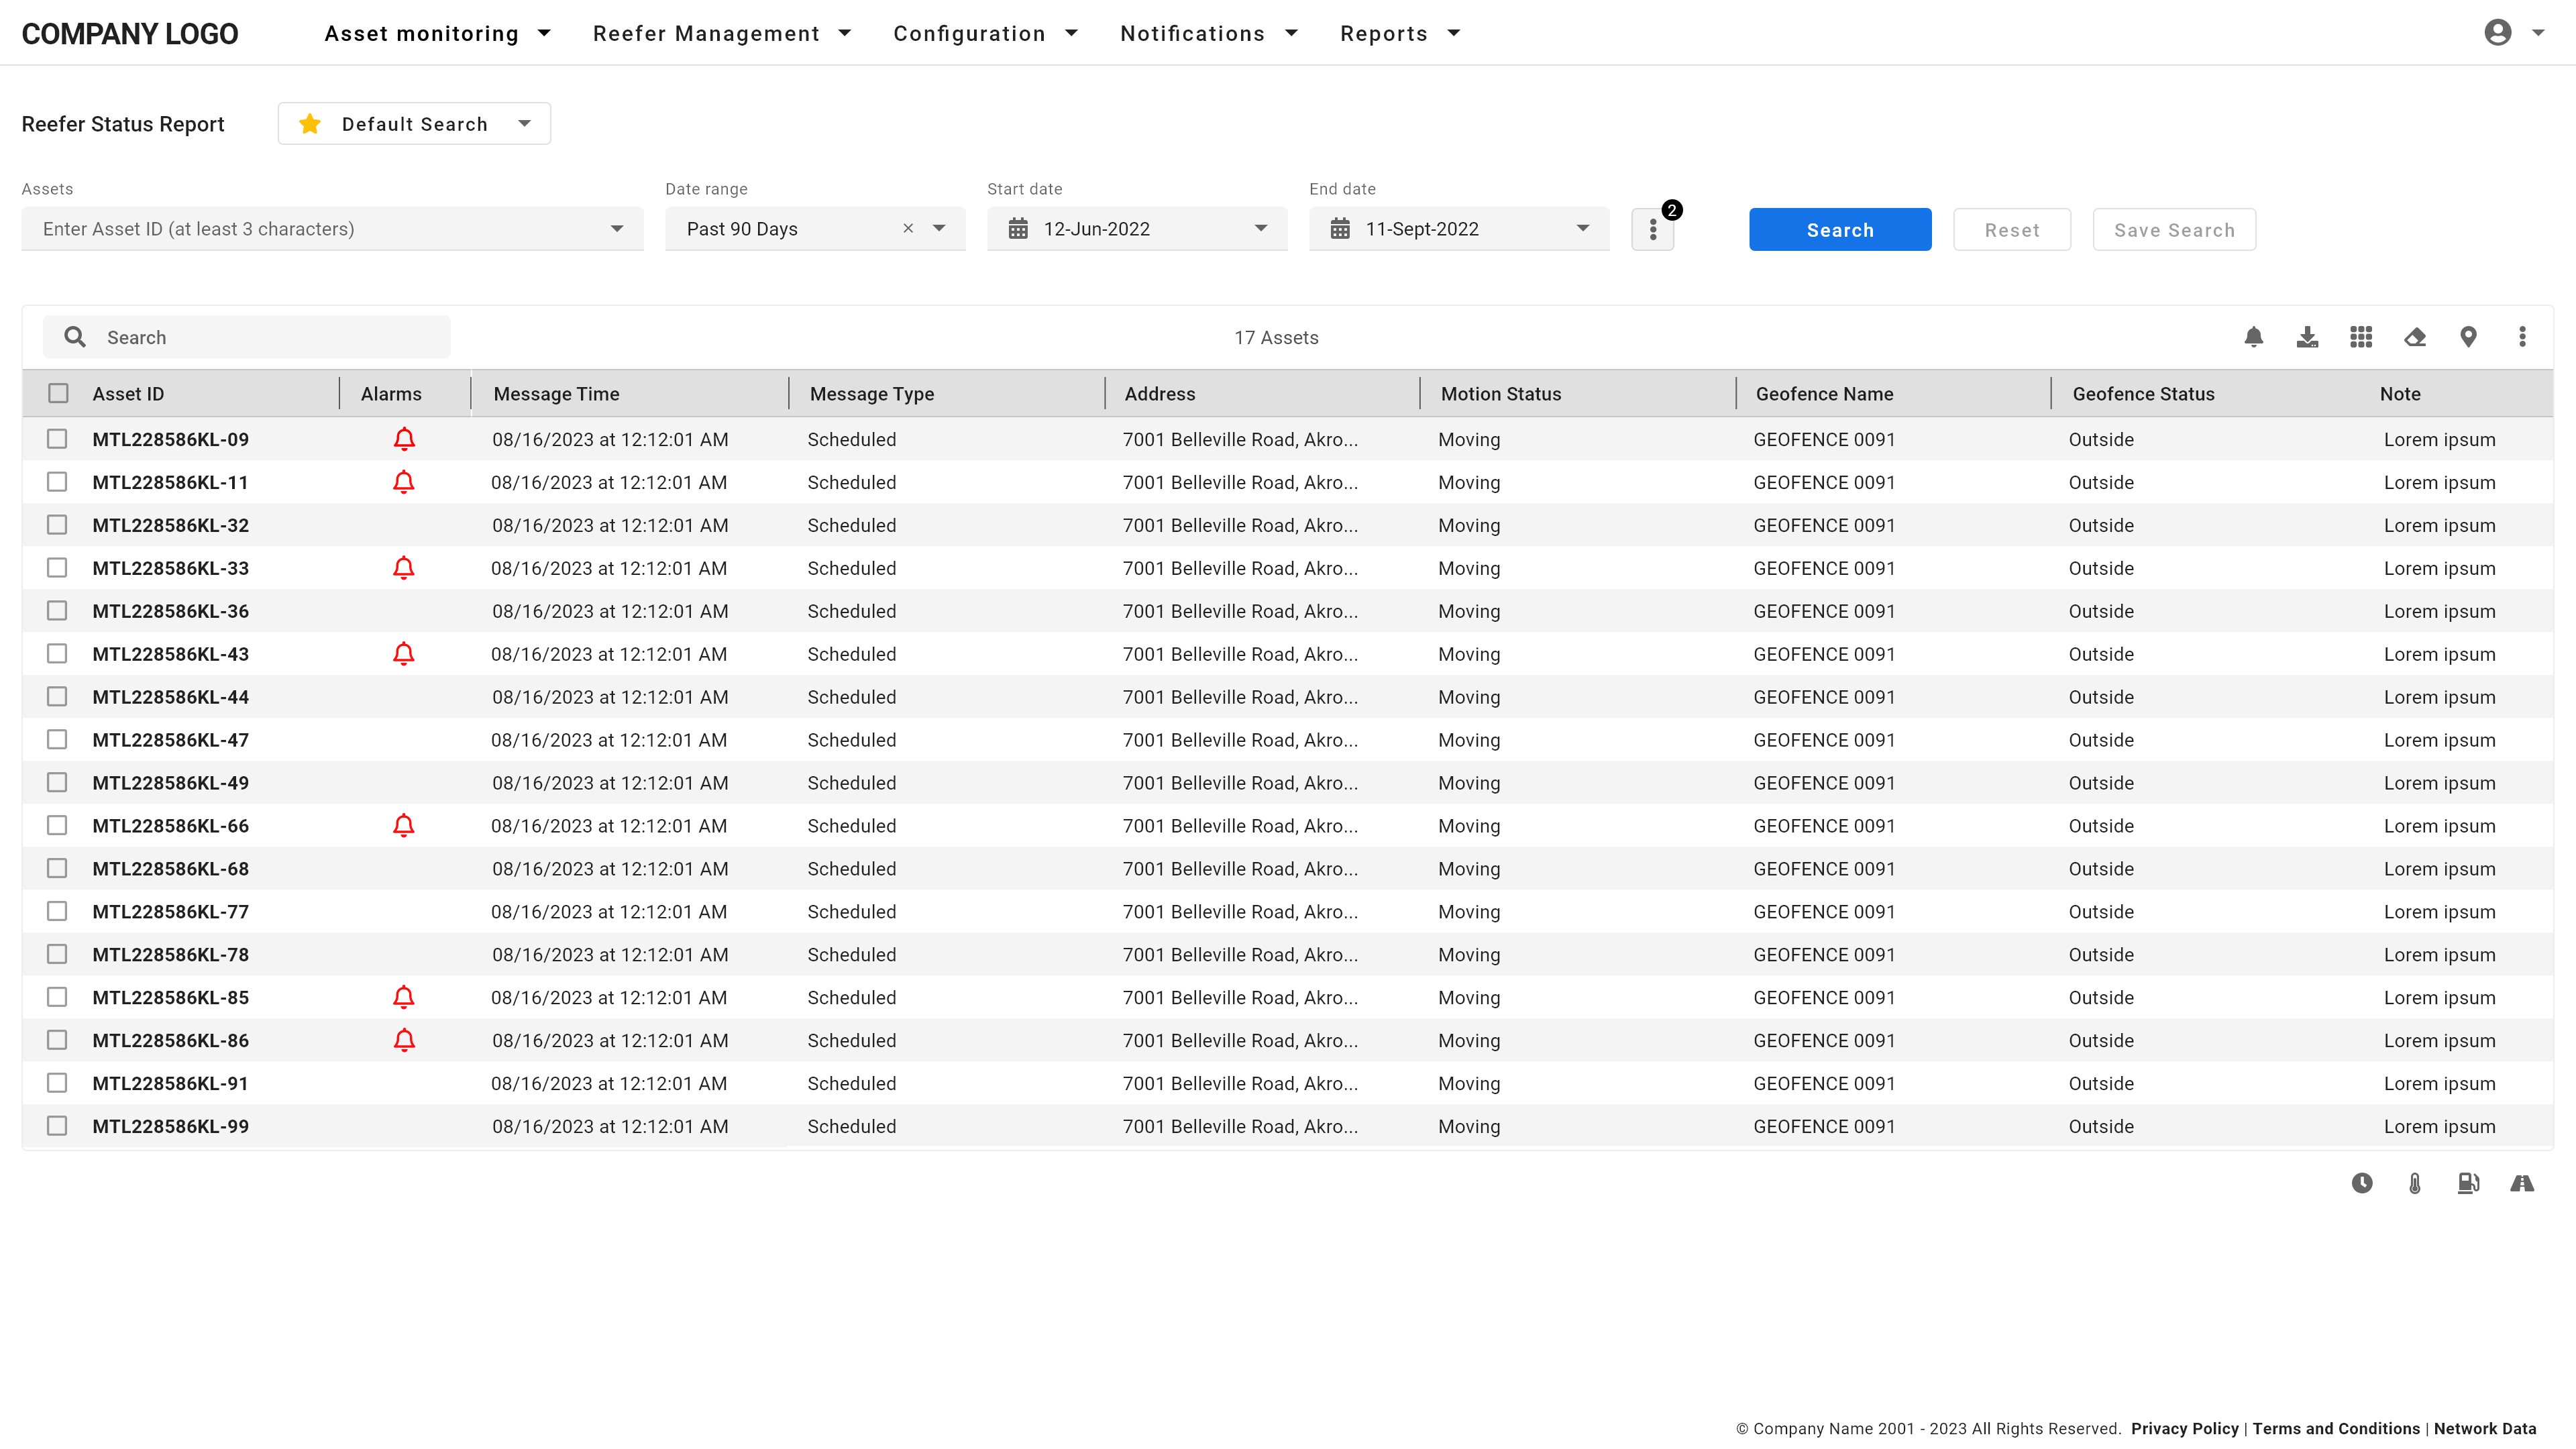 COMPANY LOGO Asset monitoring Reefer Management Configuration Notifications Reports
Reefer Status Report Default Search
Assets Date range Start date End date
Enter Asset ID (at least 3 characters) Past 90 Days 12-Jun-2022 11-Sept-2022 2 Search Reset Save Search
Search 17 Assets
Asset ID Alarms Message Time Message Type Address Motion Status Geofence Name Geofence Status Note
MTL228586KL-09 08/16/2023 at 12:12:01 AM Scheduled 7001 Belleville Road, Akro... Moving GEOFENCE 0091 Outside Lorem ipsum
MTL228586KL-11 08/16/2023 at 12:12:01 AM Scheduled 7001 Belleville Road, Akro... Moving GEOFENCE 0091 Outside Lorem ipsum
MTL228586KL-32 08/16/2023 at 12:12:01 AM Scheduled 7001 Belleville Road, Akro... Moving GEOFENCE 0091 Outside Lorem ipsum
MTL228586KL-33 08/16/2023 at 12:12:01 AM Scheduled 7001 Belleville Road, Akro... Moving GEOFENCE 0091 Outside Lorem ipsum
MTL228586KL-36 08/16/2023 at 12:12:01 AM Scheduled 7001 Belleville Road, Akro... Moving GEOFENCE 0091 Outside Lorem ipsum
MTL228586KL-43 08/16/2023 at 12:12:01 AM Scheduled 7001 Belleville Road, Akro... Moving GEOFENCE 0091 Outside Lorem ipsum
MTL228586KL-44 08/16/2023 at 12:12:01 AM Scheduled 7001 Belleville Road, Akro... Moving GEOFENCE 0091 Outside Lorem ipsum
MTL228586KL-47 08/16/2023 at 12:12:01 AM Scheduled 7001 Belleville Road, Akro... Moving GEOFENCE 0091 Outside Lorem ipsum
MTL228586KL-49 08/16/2023 at 12:12:01 AM Scheduled 7001 Belleville Road, Akro... Moving GEOFENCE 0091 Outside Lorem ipsum
MTL228586KL-66 08/16/2023 at 12:12:01 AM Scheduled 7001 Belleville Road, Akro... Moving GEOFENCE 0091 Outside Lorem ipsum
MTL228586KL-68 08/16/2023 at 12:12:01 AM Scheduled 7001 Belleville Road, Akro... Moving GEOFENCE 0091 Outside Lorem ipsum
MTL228586KL-77 08/16/2023 at 12:12:01 AM Scheduled 7001 Belleville Road, Akro... Moving GEOFENCE 0091 Outside Lorem ipsum
MTL228586KL-78 08/16/2023 at 12:12:01 AM Scheduled 7001 Belleville Road, Akro... Moving GEOFENCE 0091 Outside Lorem ipsum
MTL228586KL-85 08/16/2023 at 12:12:01 AM Scheduled 7001 Belleville Road, Akro... Moving GEOFENCE 0091 Outside Lorem ipsum
MTL228586KL-86 08/16/2023 at 12:12:01 AM Scheduled 7001 Belleville Road, Akro... Moving GEOFENCE 0091 Outside Lorem ipsum
MTL228586KL-91 08/16/2023 at 12:12:01 AM Scheduled 7001 Belleville Road, Akro... Moving GEOFENCE 0091 Outside Lorem ipsum
MTL228586KL-99 08/16/2023 at 12:12:01 AM Scheduled 7001 Belleville Road, Akro... Moving GEOFENCE 0091 Outside Lorem ipsum
© Company Name 2001 - 2023 All Rights Reserved. Privacy Policy | Terms and Conditions | Network Data